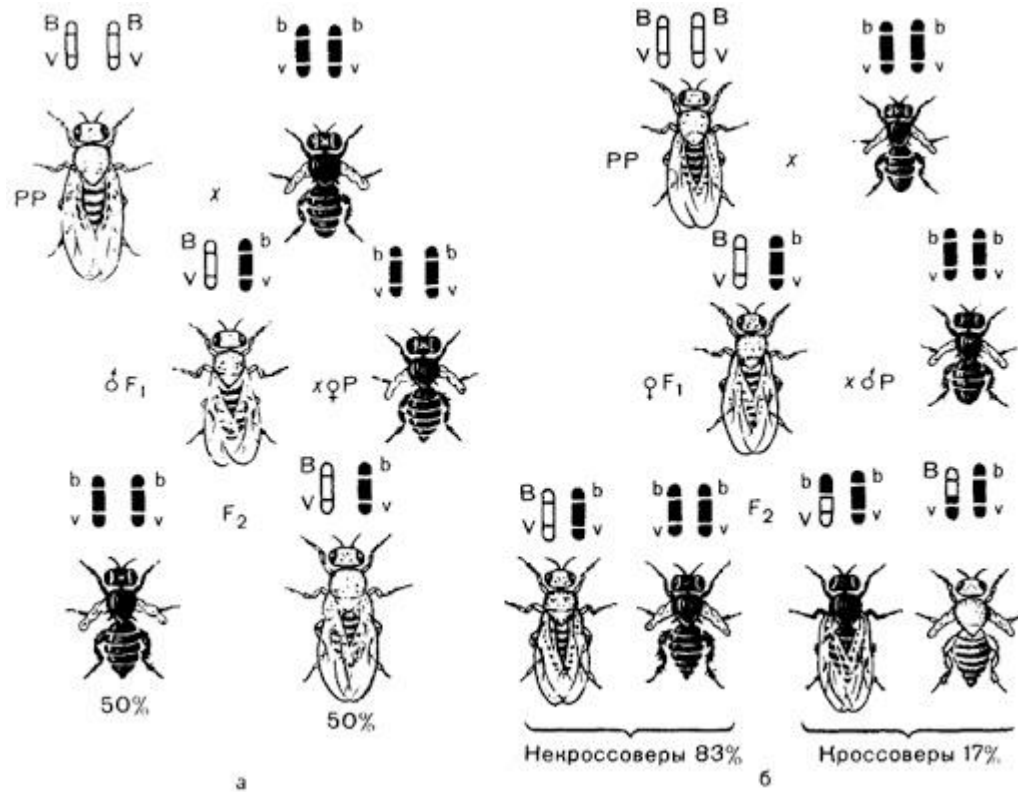 B B b b
V V v v
PP x
B b b b
V v v v
♂ F₁ x ♀ P
b b B b
v v V v
F₂
50% 50%
а
B B b b
V V v v
PP x
B b b b
V v v v
♀ F₁ x ♂ P
B b b b F₂ b b B b
V v v v V v v v
Некроссоверы 83% Кроссоверы 17%
б